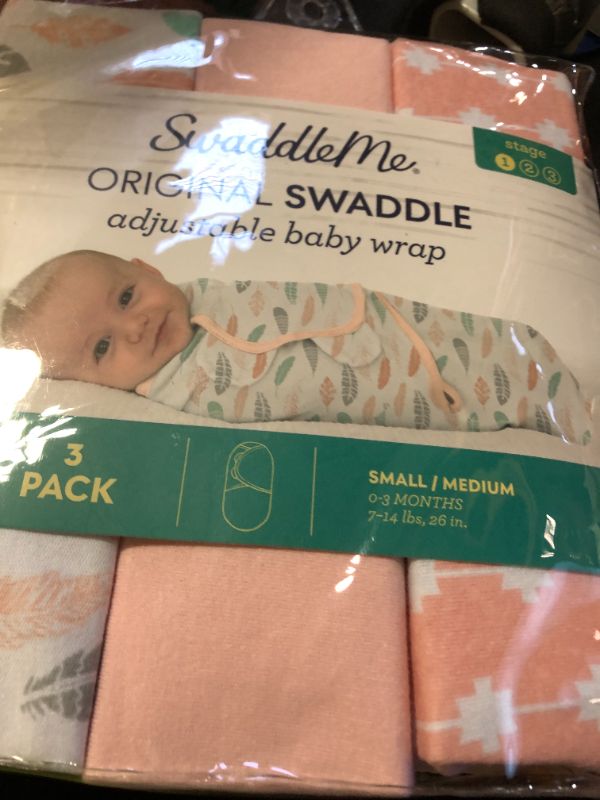 SwaddleMe®
stage
1 2 3
ORIGINAL SWADDLE
adjustable baby wrap
3
PACK
SMALL / MEDIUM
0-3 MONTHS
7-14 lbs, 26 in.